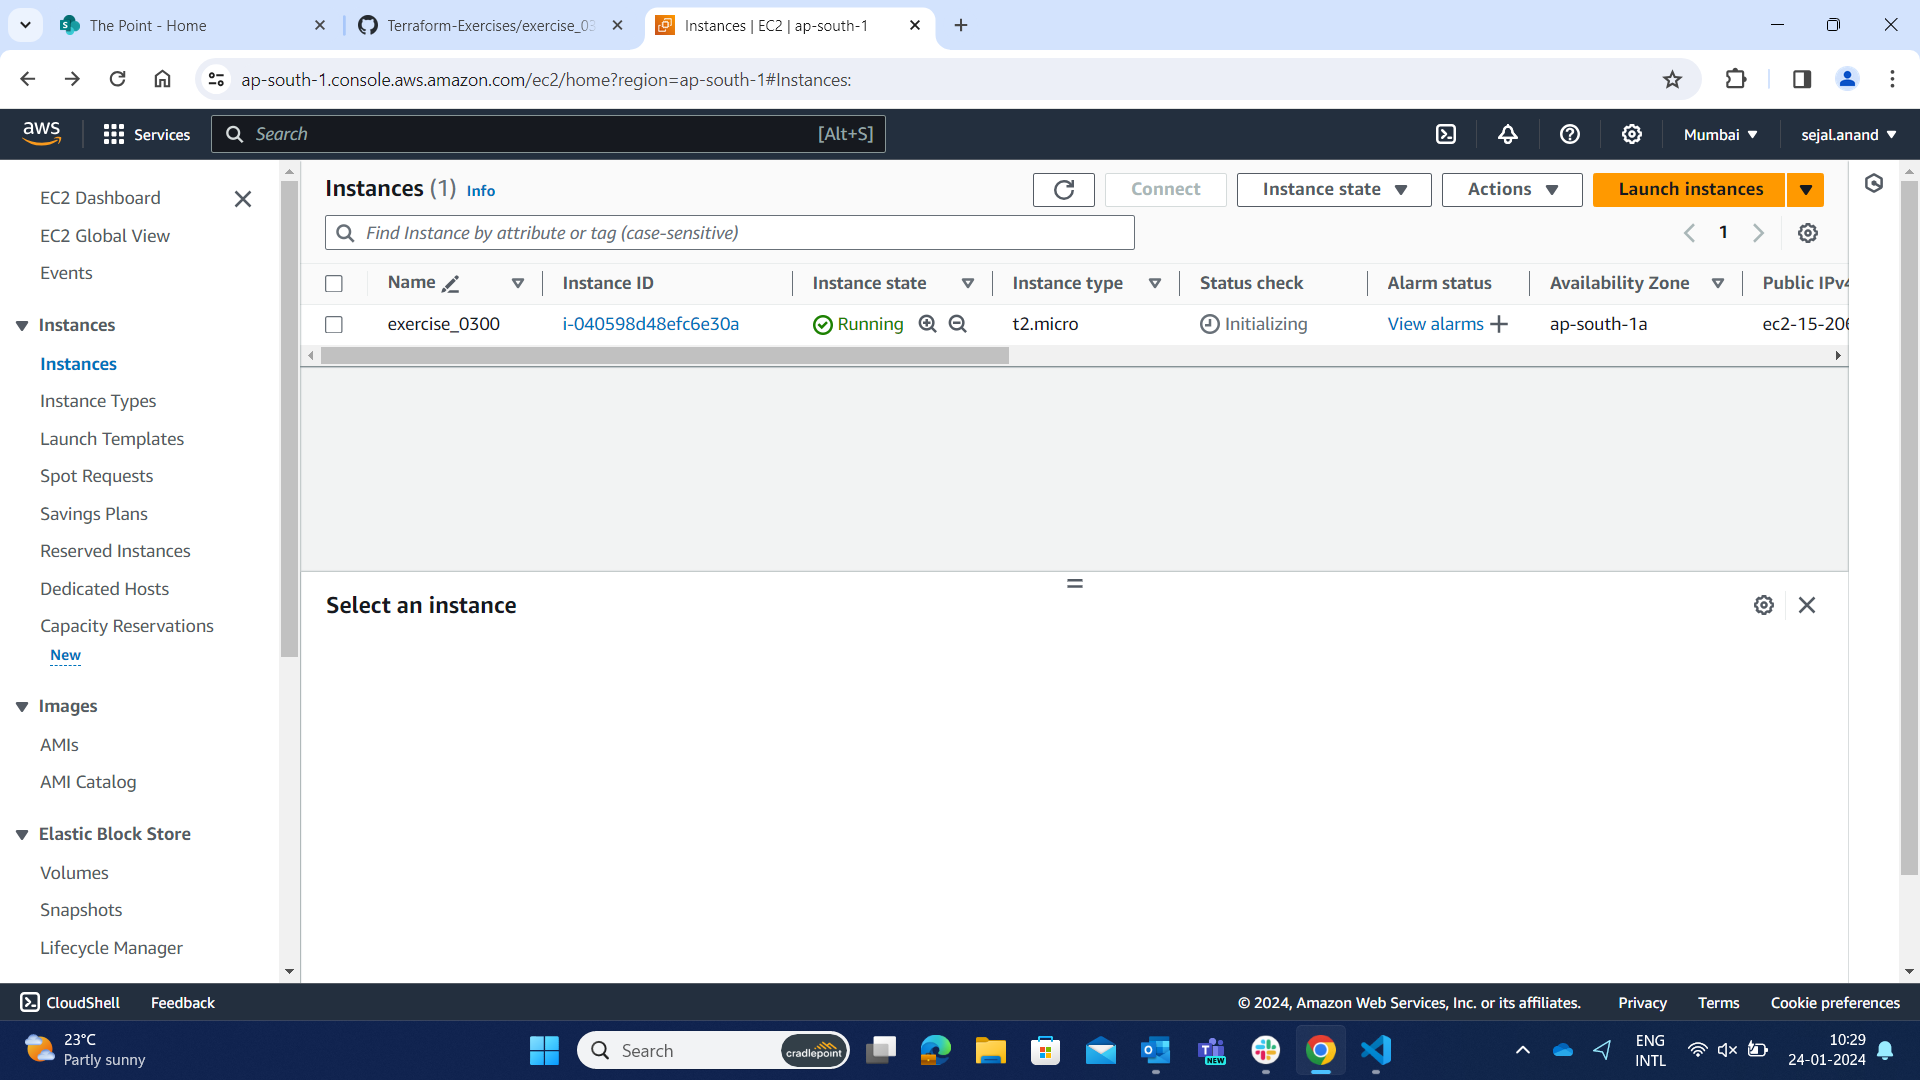 The Point - Home
Terraform-Exercises/exercise_03
Instances | EC2 | ap-south-1
ap-south-1.console.aws.amazon.com/ec2/home?region=ap-south-1#Instances:
aws
Services
Search
[Alt+S]
Mumbai
sejal.anand
EC2 Dashboard
EC2 Global View
Events
Instances
Instances
Instance Types
Launch Templates
Spot Requests
Savings Plans
Reserved Instances
Dedicated Hosts
Capacity Reservations
New
Images
AMIs
AMI Catalog
Elastic Block Store
Volumes
Snapshots
Lifecycle Manager
Instances (1) Info
Connect
Instance state
Actions
Launch instances
Find Instance by attribute or tag (case-sensitive)
1
Name
Instance ID
Instance state
Instance type
Status check
Alarm status
Availability Zone
Public IPv4
exercise_0300
i-040598d48efc6e30a
Running
t2.micro
Initializing
View alarms
ap-south-1a
ec2-15-206
Select an instance
CloudShell
Feedback
© 2024, Amazon Web Services, Inc. or its affiliates.
Privacy
Terms
Cookie preferences
23°C
Partly sunny
Search
cradlepoint
NEW
ENG
INTL
10:29
24-01-2024